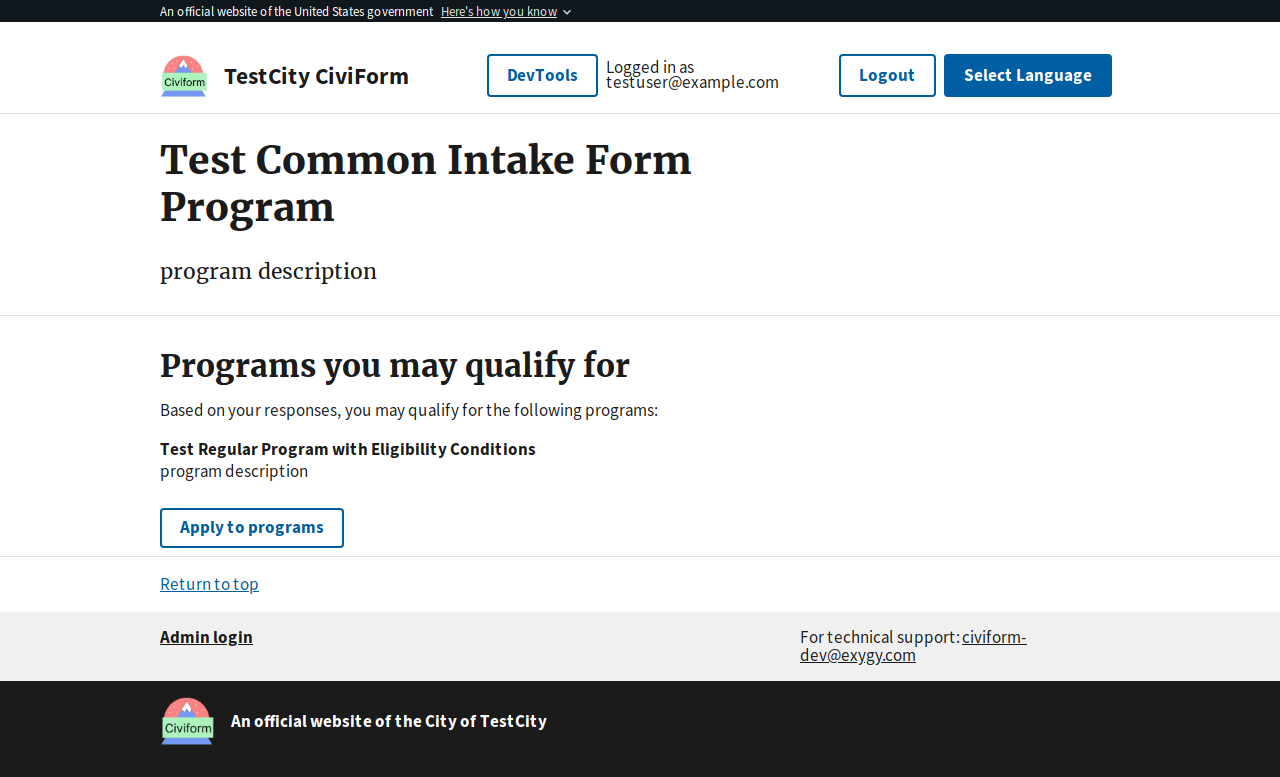 An official website of the United States government Here's how you know
Civiform
TestCity CiviForm
DevTools
Logged in as
testuser@example.com
Logout
Select Language
Test Common Intake Form
Program
program description
Programs you may qualify for
Based on your responses, you may qualify for the following programs:
Test Regular Program with Eligibility Conditions
program description
Apply to programs
Return to top
Admin login
For technical support: civiform-
dev@exygy.com
Civiform
An official website of the City of TestCity